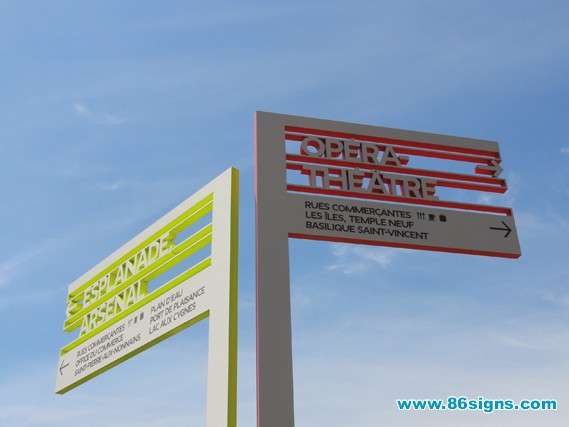 OPÉRA-
THÉÂTRE
RUES COMMERÇANTES
LES ÎLES, TEMPLE NEUF
BASILIQUE SAINT-VINCENT
ESPLANADE
ARSENAL
RUES COMMERÇANTES
OFFICE DU COMMERCE
SAINT-PIERRE-AUX-NONNAINS
PLAN D'EAU
PORT DE PLAISANCE
LAC AUX CYGNES
www.86signs.com